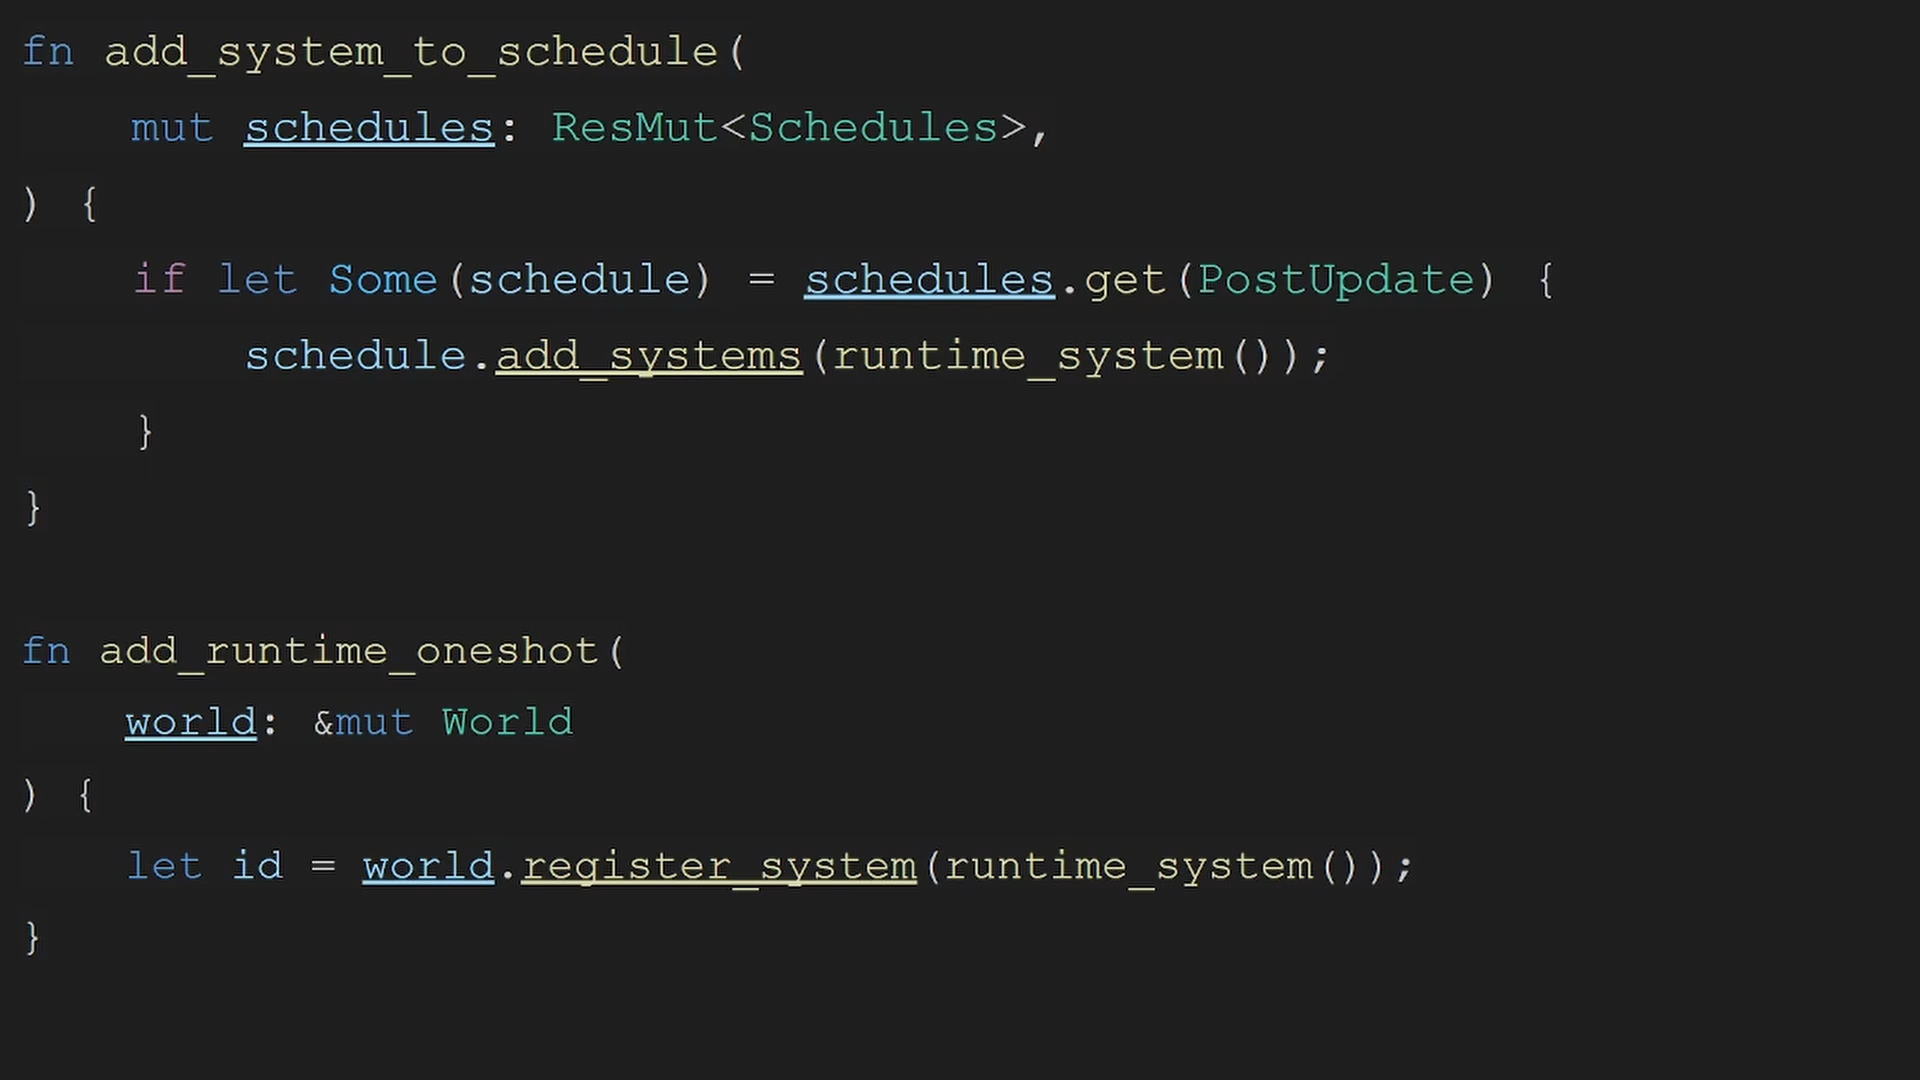 fn add_system_to_schedule(
    mut schedules: ResMut<Schedules>,
) {
    if let Some(schedule) = schedules.get(PostUpdate) {
        schedule.add_systems(runtime_system());
    }
}
fn add_runtime_oneshot(
    world: &mut World
) {
    let id = world.register_system(runtime_system());
}